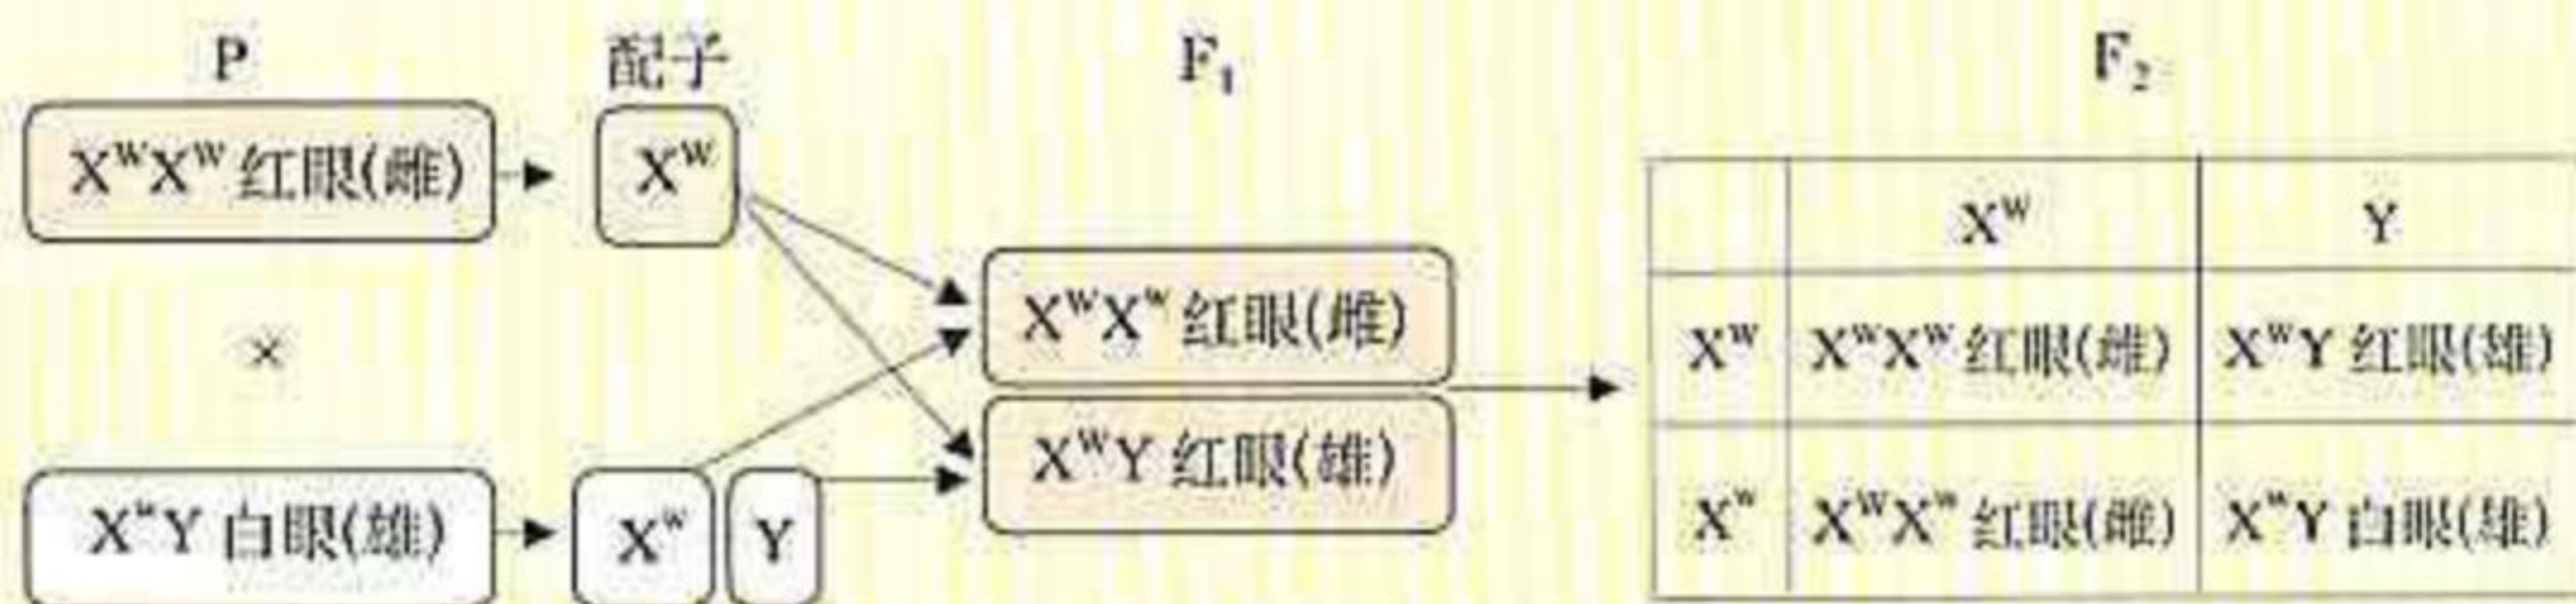 P 配子 F₁ F₂
XᵂXᵂ 红眼(雌) Xᵂ
XᵂXʷ 红眼(雌)
×
XᵂY 红眼(雄)
XʷY 白眼(雄) Xʷ Y
Xᵂ Y
Xᵂ XᵂXᵂ 红眼(雌) XᵂY 红眼(雄)
Xʷ XᵂXʷ 红眼(雌) XʷY 白眼(雄)